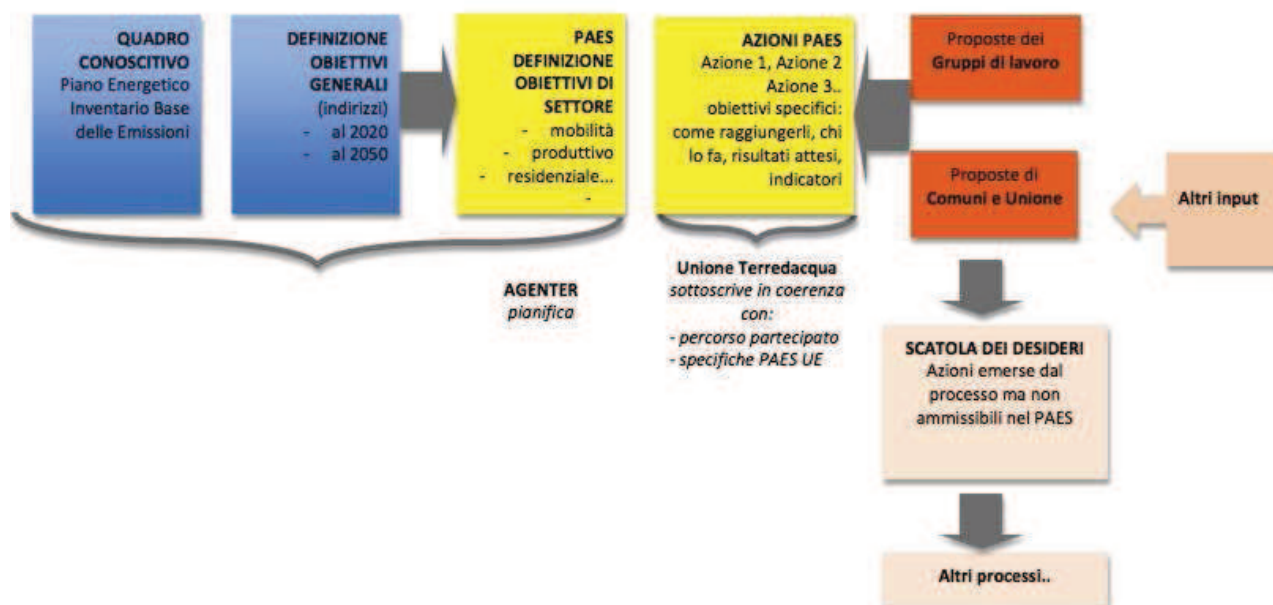 QUADRO
CONOSCITIVO
Piano Energetico
Inventario Base
delle Emissioni
DEFINIZIONE
OBIETTIVI
GENERALI
(indirizzi)
- al 2020
- al 2050
PAES
DEFINIZIONE
OBIETTIVI DI
SETTORE
- mobilità
- produttivo
- residenziale...
-
AZIONI PAES
Azione 1, Azione 2
Azione 3..
obiettivi specifici:
come raggiungerli, chi
lo fa, risultati attesi,
indicatori
Proposte dei
Gruppi di lavoro
Proposte di
Comuni e Unione
Altri input
AGENTER
pianifica
Unione Terredacqua
sottoscrive in coerenza
con:
- percorso partecipato
- specifiche PAES UE
SCATOLA DEI DESIDERI
Azioni emerse dal
processo ma non
ammissibili nel PAES
Altri processi..